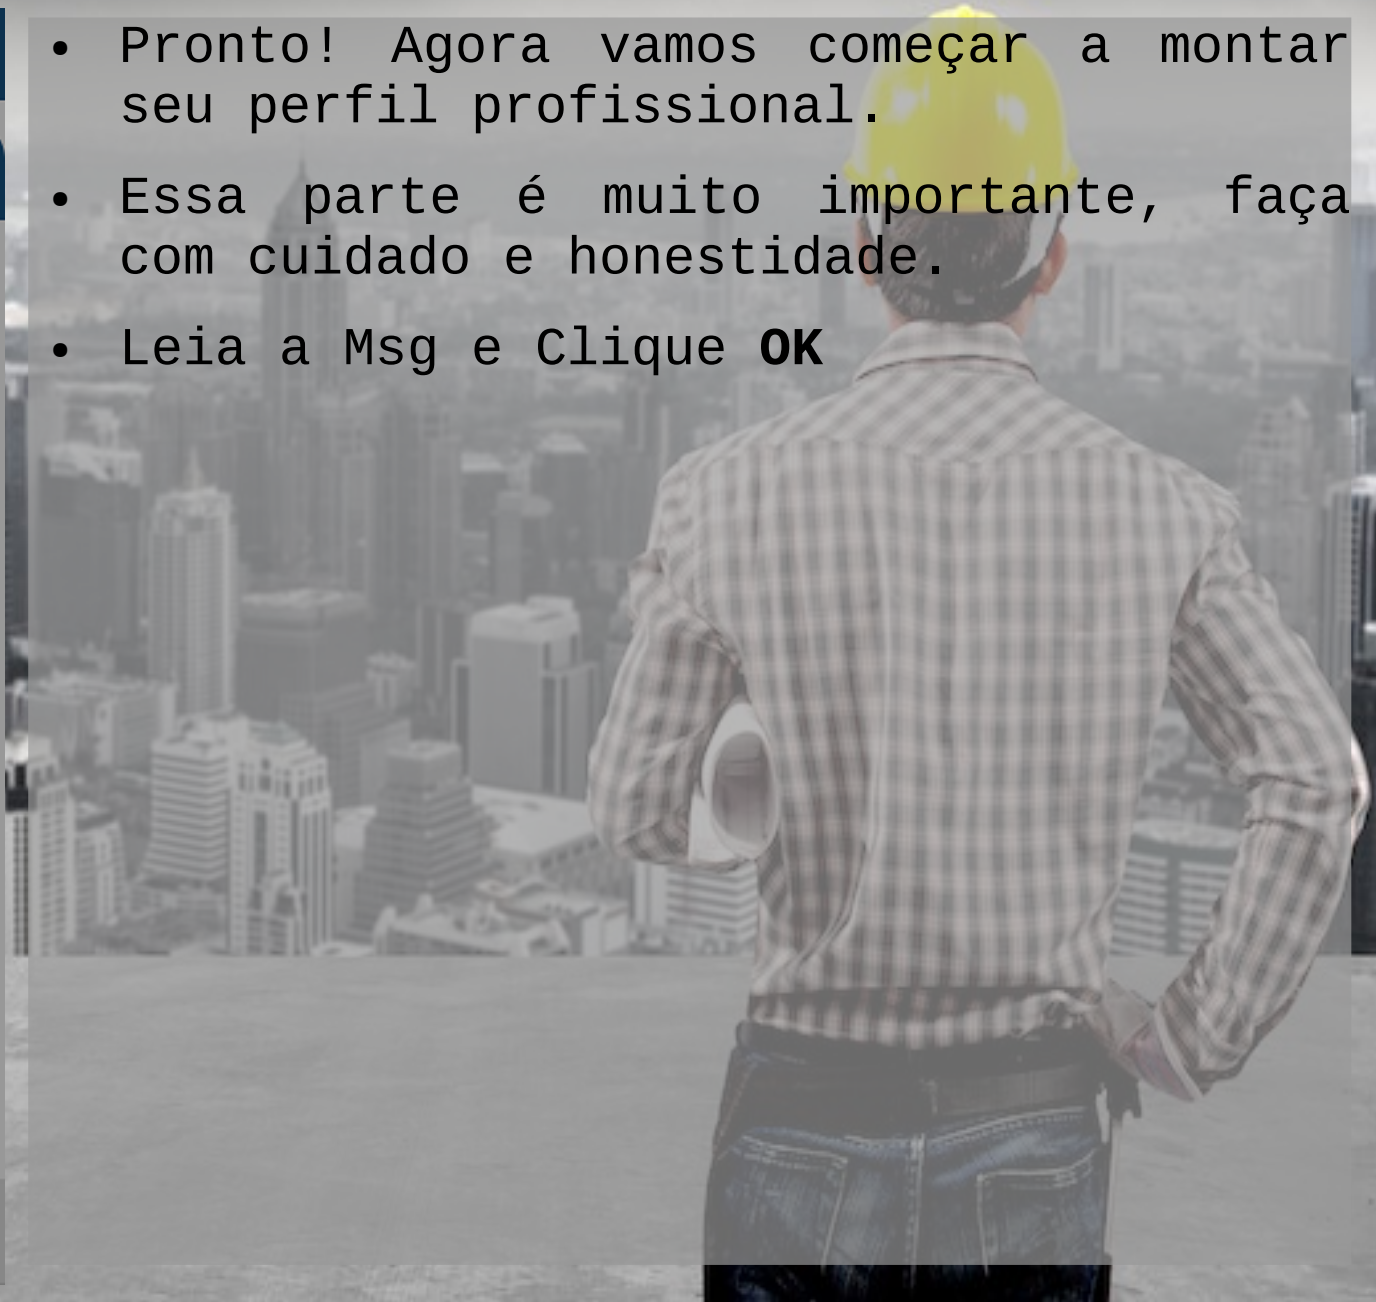 • Pronto! Agora vamos começar a montar
seu perfil profissional.
• Essa parte é muito importante, faça
com cuidado e honestidade.
• Leia a Msg e Clique OK